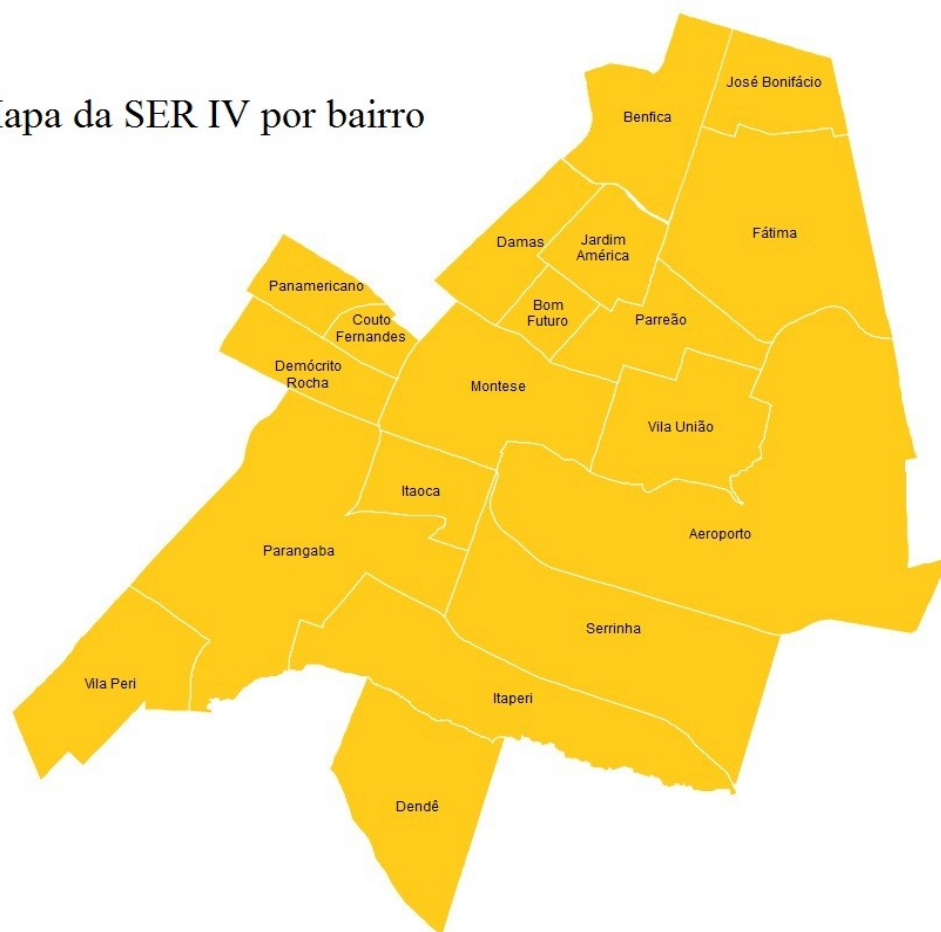 apa da SER IV por bairro
José Bonifácio
Benfica
Fátima
Damas
Jardim
América
Panamericano
Bom
Futuro
Couto
Fernandes
Parreão
Demócrito
Rocha
Montese
Vila União
Itaoca
Aeroporto
Parangaba
Serrinha
Vila Peri
Itaperi
Dendê